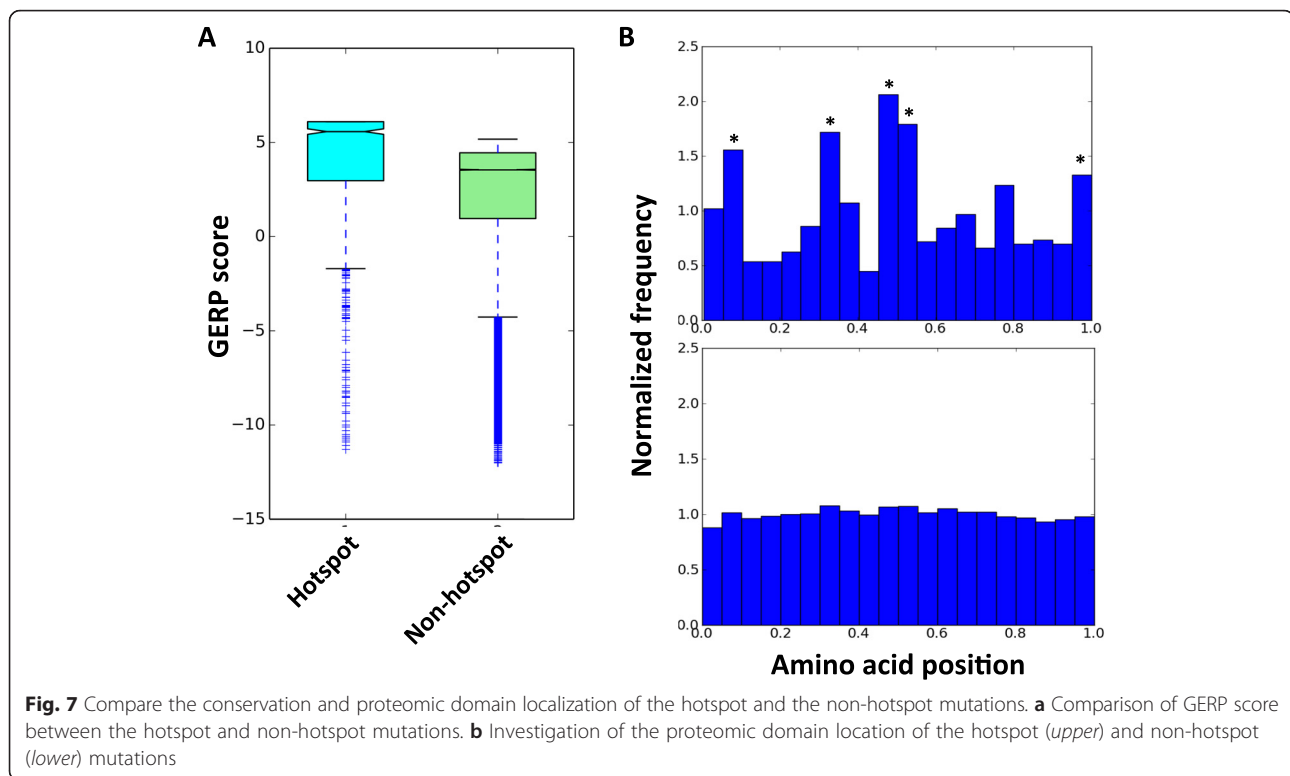 A
B
10
5
0
−5
−10
−15
GERP score
Hotspot
Non-hotspot
2.5
2.0
1.5
1.0
0.5
0.0
* * * * *
0.0 0.2 0.4 0.6 0.8 1.0
Normalized frequency
2.5
2.0
1.5
1.0
0.5
0.0
0.0 0.2 0.4 0.6 0.8 1.0
Amino acid position
Fig. 7 Compare the conservation and proteomic domain localization of the hotspot and the non-hotspot mutations. a Comparison of GERP score
between the hotspot and non-hotspot mutations. b Investigation of the proteomic domain location of the hotspot (upper) and non-hotspot
(lower) mutations